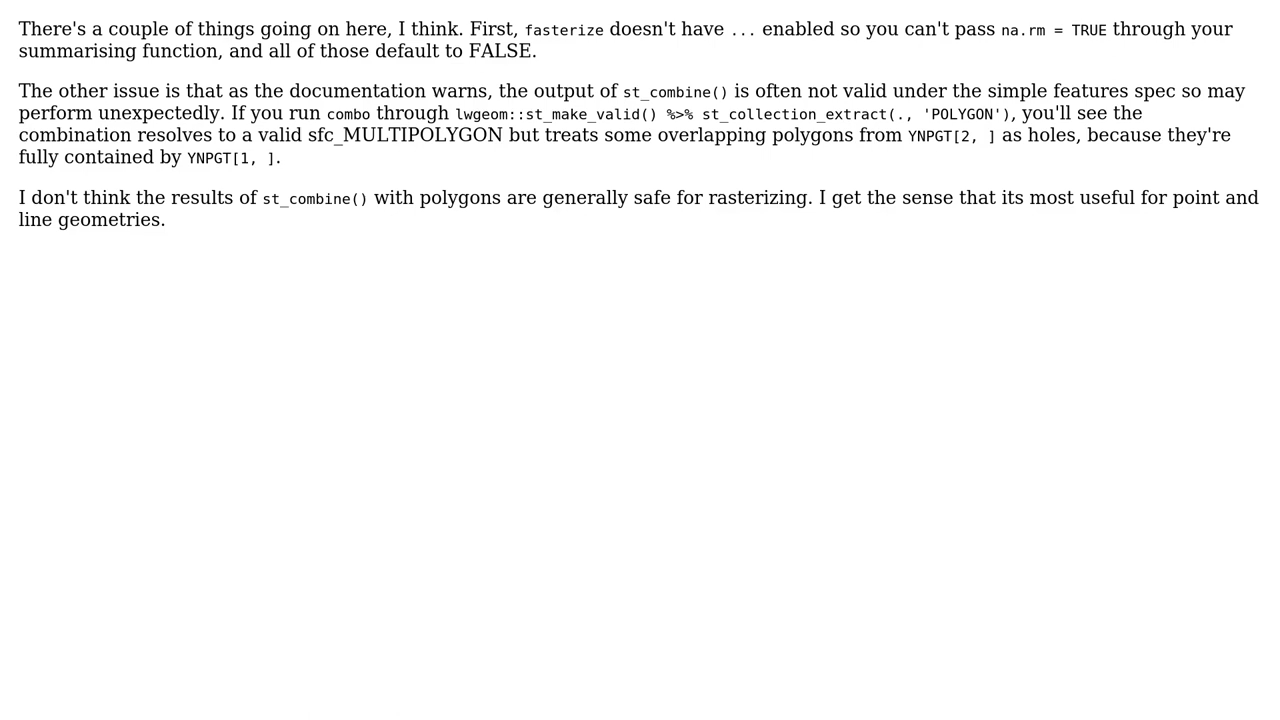 There's a couple of things going on here, I think. First, fasterize doesn't have ... enabled so you can't pass na.rm = TRUE through your
summarising function, and all of those default to FALSE.
The other issue is that as the documentation warns, the output of st_combine() is often not valid under the simple features spec so may
perform unexpectedly. If you run combo through lwgeom::st_make_valid() %>% st_collection_extract(., 'POLYGON'), you'll see the
combination resolves to a valid sfc_MULTIPOLYGON but treats some overlapping polygons from YNPGT[2, ] as holes, because they're
fully contained by YNPGT[1, ].
I don't think the results of st_combine() with polygons are generally safe for rasterizing. I get the sense that its most useful for point and
line geometries.